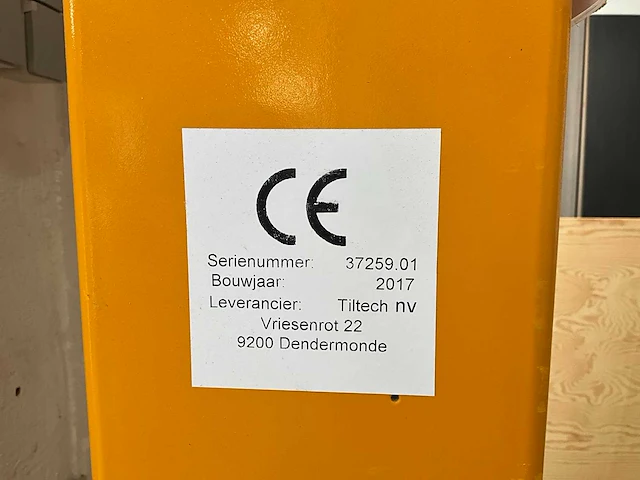 CE
Serienummer: 37259.01
Bouwjaar: 2017
Leverancier: Tiltech nv
Vriesenrot 22
9200 Dendermonde